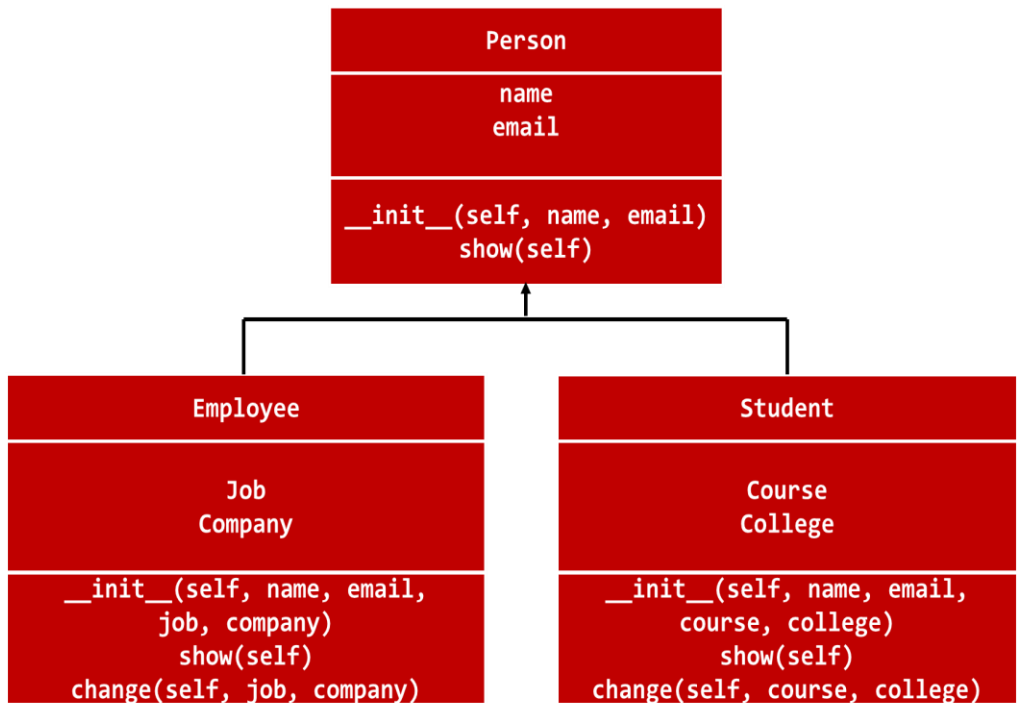 Person
name
email
__init__(self, name, email)
show(self)
Employee
Job
Company
__init__(self, name, email,
job, company)
show(self)
change(self, job, company)
Student
Course
College
__init__(self, name, email,
course, college)
show(self)
change(self, course, college)